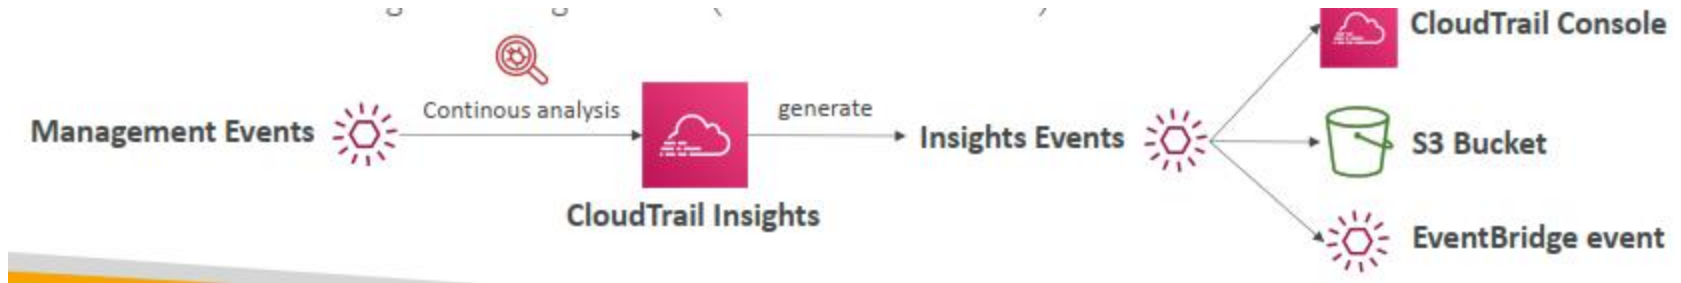 Management Events
Continous analysis
CloudTrail Insights
generate
Insights Events
CloudTrail Console
S3 Bucket
EventBridge event